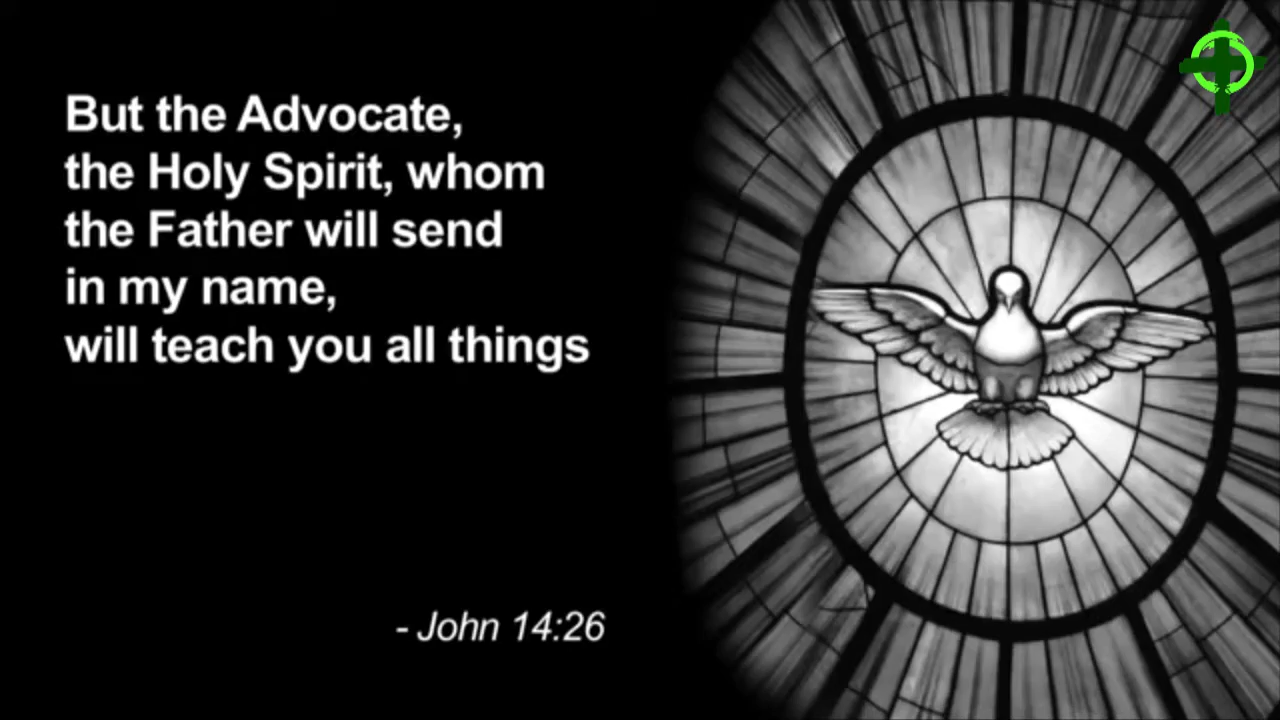 But the Advocate,
the Holy Spirit, whom
the Father will send
in my name,
will teach you all things
- John 14:26